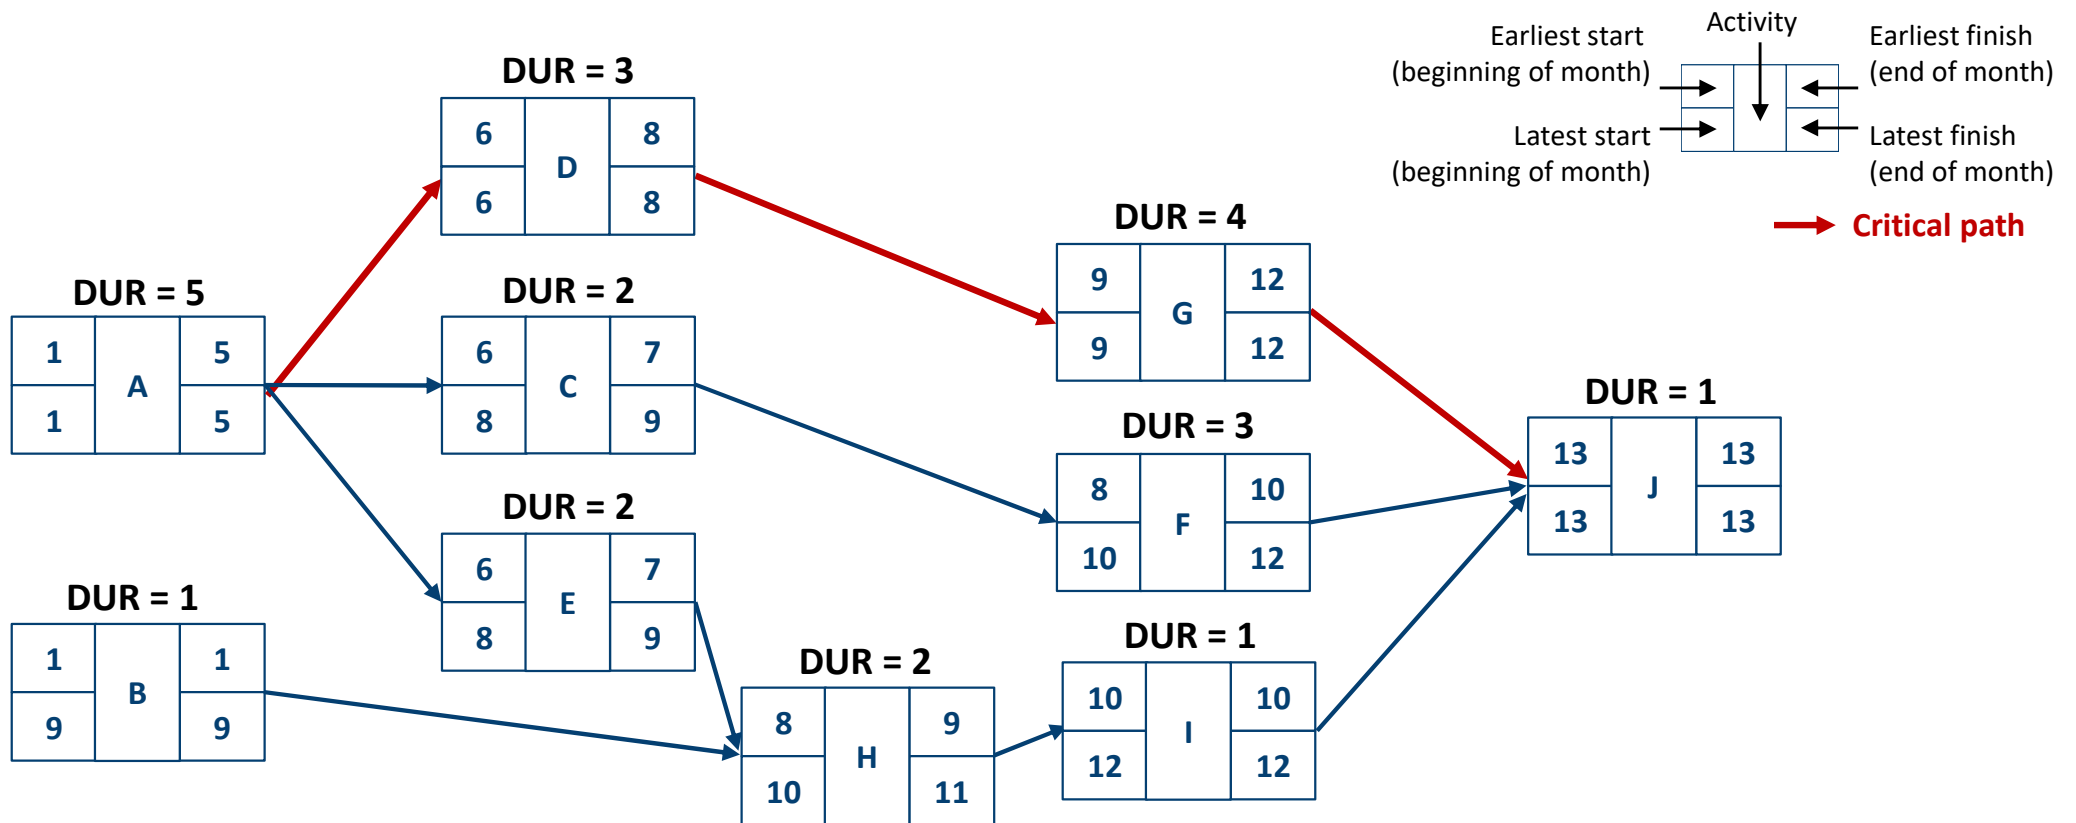 Activity
Earliest start
(beginning of month)
Earliest finish
(end of month)
Latest start
(beginning of month)
Latest finish
(end of month)
Critical path
DUR = 3
6
D
8
6
8
DUR = 5
1
A
5
1
5
DUR = 2
6
C
7
8
9
DUR = 4
9
G
12
9
12
DUR = 3
8
F
10
10
12
DUR = 1
13
J
13
13
13
DUR = 2
6
E
7
8
9
DUR = 1
1
B
1
9
9
DUR = 2
8
H
9
10
11
DUR = 1
10
I
10
12
12